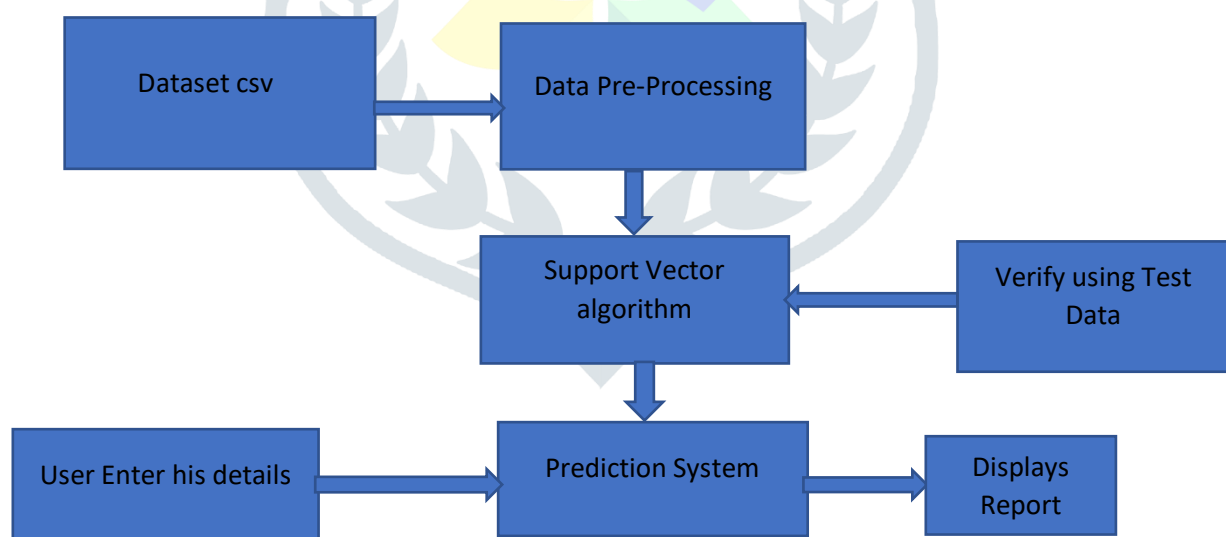 Dataset csv
Data Pre-Processing
Support Vector
algorithm
Verify using Test
Data
User Enter his details
Prediction System
Displays
Report